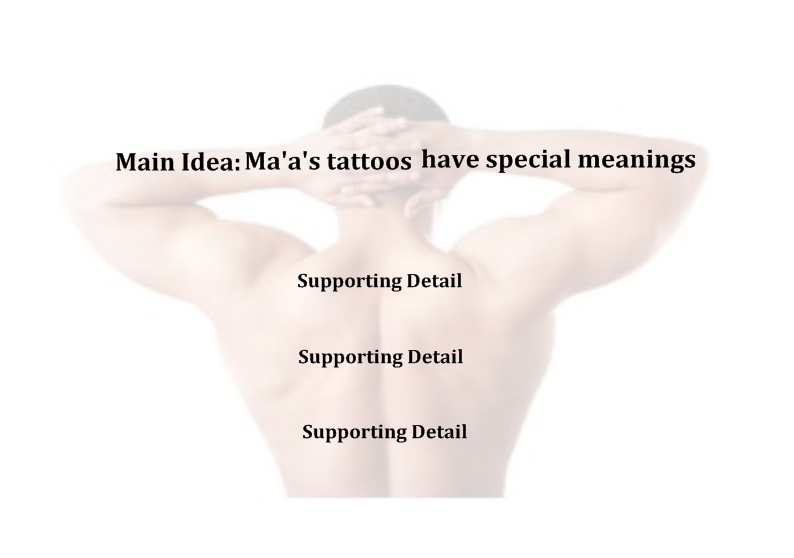 Main Idea: Ma'a's tattoos have special meanings
Supporting Detail
Supporting Detail
Supporting Detail